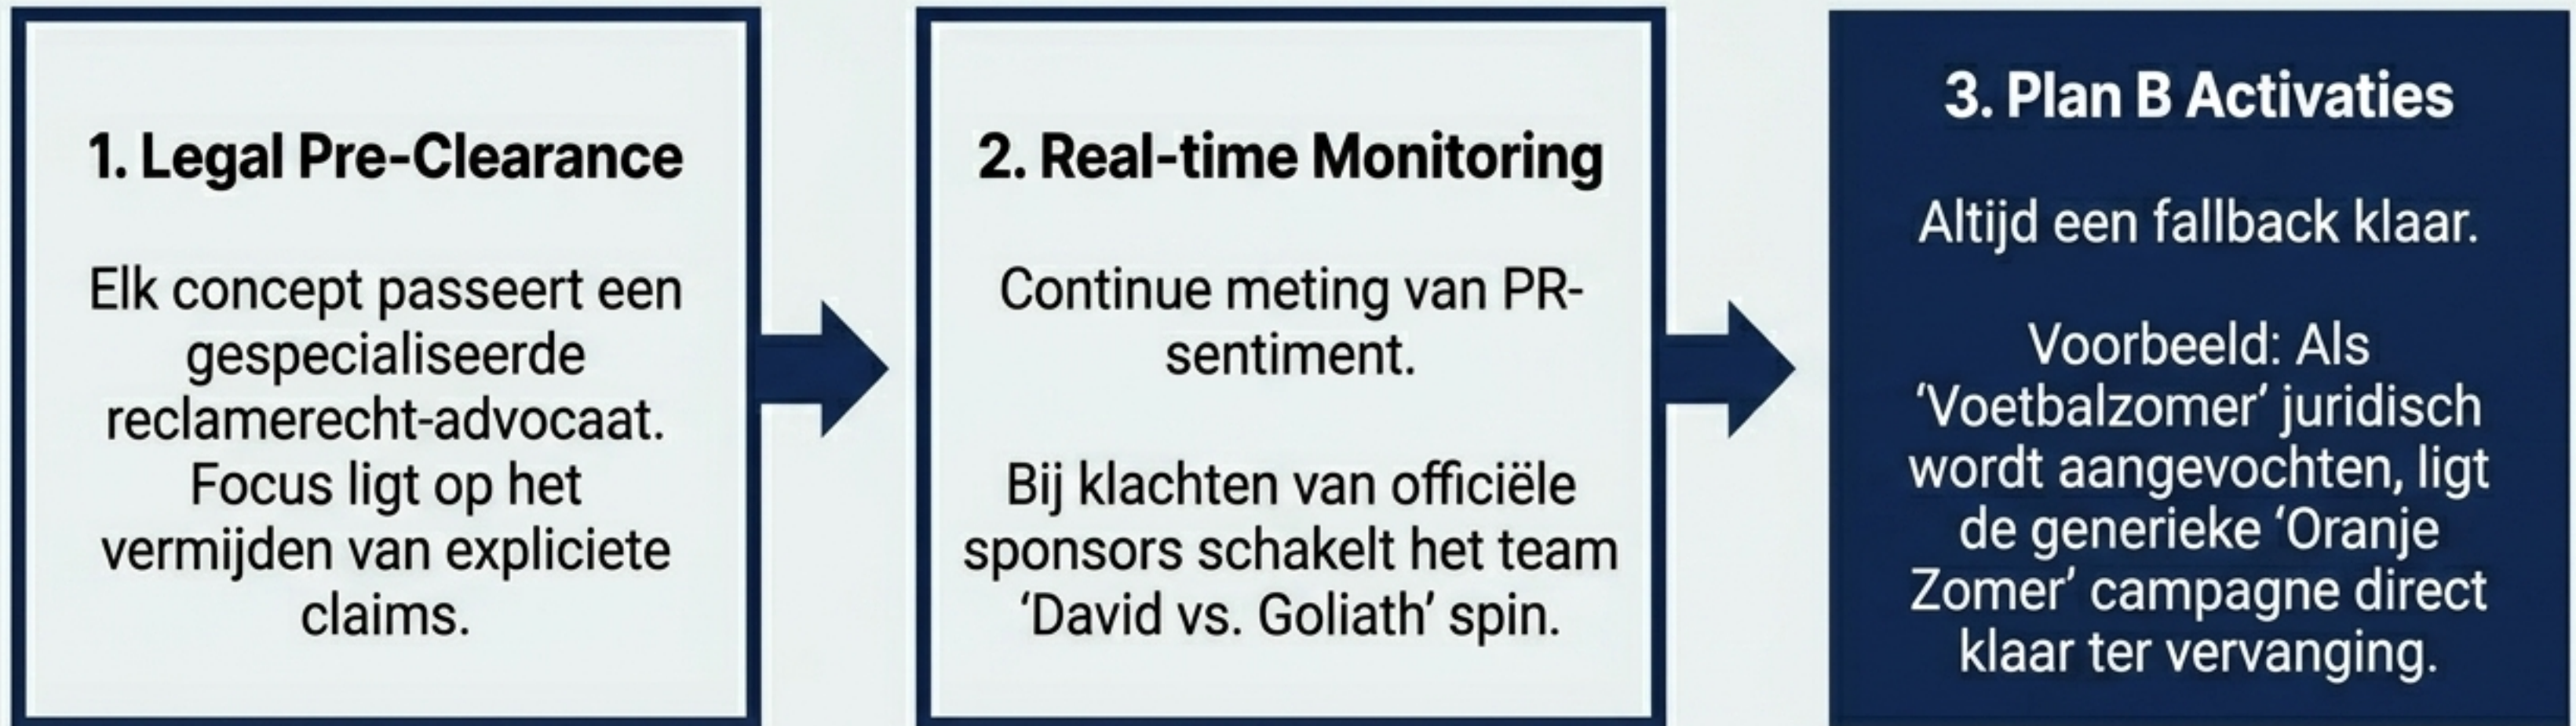 1. Legal Pre-Clearance
Elk concept passeert een
gespecialiseerde
reclamerecht-advocaat.
Focus ligt op het
vermijden van expliciete
claims.
2. Real-time Monitoring
Continue meting van PR-
sentiment.
Bij klachten van officiële
sponsors schakelt het team
‘David vs. Goliath’ spin.
3. Plan B Activaties
Altijd een fallback klaar.
Voorbeeld: Als
‘Voetbalzomer’ juridisch
wordt aangevochten, ligt
de generieke ‘Oranje
Zomer’ campagne direct
klaar ter vervanging.